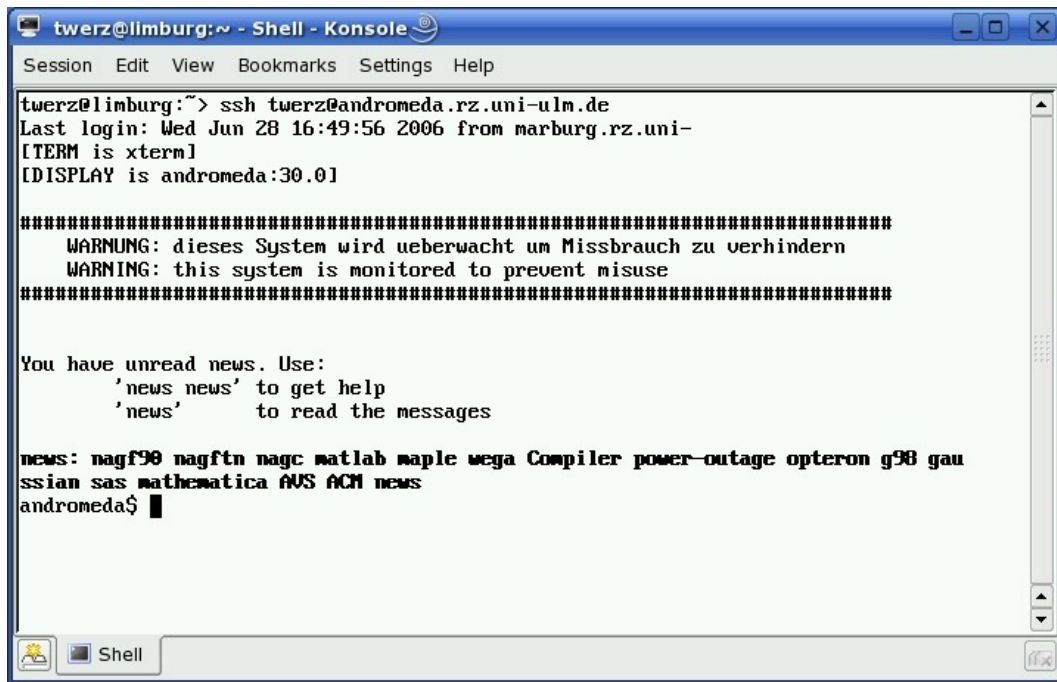 twerz@limburg:~ - Shell - Konsole
Session Edit View Bookmarks Settings Help
twerz@limburg:~> ssh twerz@andromeda.rz.uni-ulm.de
Last login: Wed Jun 28 16:49:56 2006 from marburg.rz.uni-
[TERM is xterm]
[DISPLAY is andromeda:30.0]
##########################################################################
WARNUNG: dieses System wird ueberwacht um Missbrauch zu verhindern
WARNING: this system is monitored to prevent misuse
##########################################################################
You have unread news. Use:
'news news' to get help
'news' to read the messages
news: nagf90 nagftn nagc matlab maple wega Compiler power-outage opteron g98 gau
ssian sas mathematica AVS ACM news
andromeda$
Shell